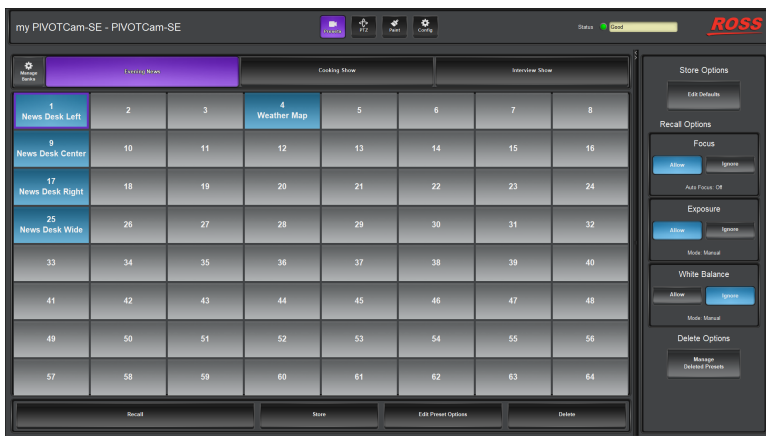 my PIVOTCam-SE - PIVOTCam-SE
Presets
PTZ
Paint
Config
Status
Good
ROSS
Manage
Banks
Evening News
Cooking Show
Interview Show
1
News Desk Left
2
3
4
Weather Map
5
6
7
8
9
News Desk Center
10
11
12
13
14
15
16
17
News Desk Right
18
19
20
21
22
23
24
25
News Desk Wide
26
27
28
29
30
31
32
33
34
35
36
37
38
39
40
41
42
43
44
45
46
47
48
49
50
51
52
53
54
55
56
57
58
59
60
61
62
63
64
Recall
Store
Edit Preset Options
Delete
Store Options
Edit Defaults
Recall Options
Focus
Allow
Ignore
Auto Focus: Off
Exposure
Allow
Ignore
Mode: Manual
White Balance
Allow
Ignore
Mode: Manual
Delete Options
Manage
Deleted Presets